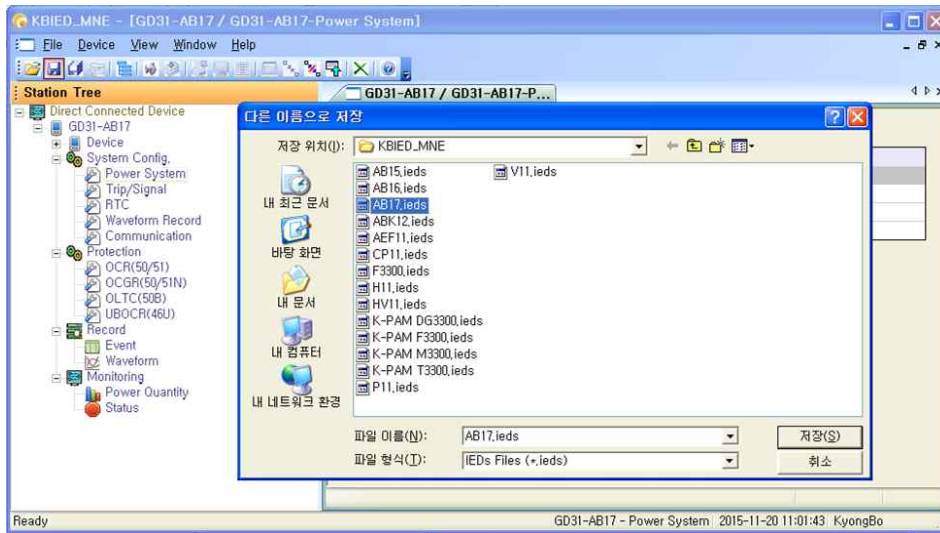 KBIED_MNE - [GD31-AB17 / GD31-AB17-Power System]
File Device View Window Help
Station Tree
GD31-AB17 / GD31-AB17-P...
Direct Connected Device
GD31-AB17
Device
System Config.
Power System
Trip/Signal
RTC
Waveform Record
Communication
Protection
OCR(50/51)
OCGR(50/51N)
OLTC(50B)
UBOCR(46U)
Record
Event
Waveform
Monitoring
Power Quantity
Status
다른 이름으로 저장
저장 위치(I):
KBIED_MNE
내 최근 문서
바탕 화면
내 문서
내 컴퓨터
내 네트워크 환경
AB15.ieds
AB16.ieds
AB17.ieds
ABK12.ieds
AEF11.ieds
CP11.ieds
F3300.ieds
H11.ieds
HV11.ieds
K-PAM DG3300.ieds
K-PAM F3300.ieds
K-PAM M3300.ieds
K-PAM T3300.ieds
P11.ieds
V11.ieds
파일 이름(N):
AB17.ieds
저장(S)
파일 형식(T):
IEDs Files (*.ieds)
취소
Ready
GD31-AB17 - Power System 2015-11-20 11:01:43 KyongBo